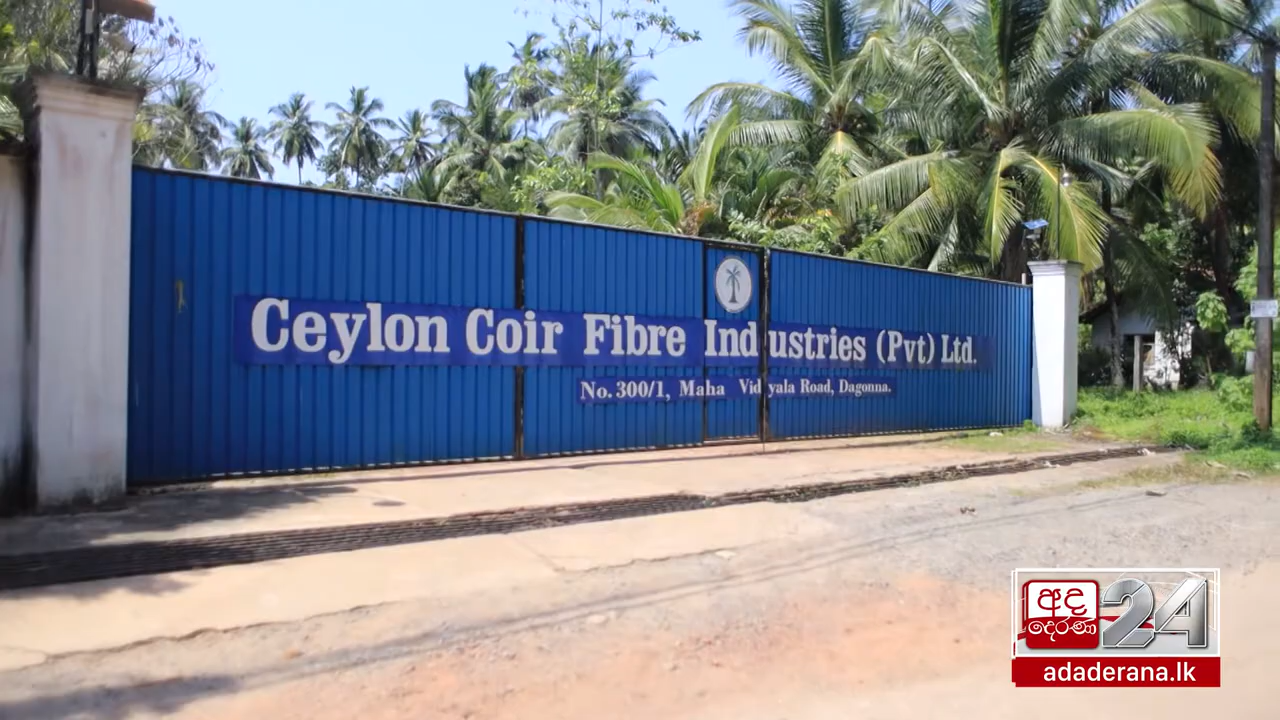 Ceylon Coir Fibre Industries (Pvt) Ltd.
No. 300/1, Maha Vidyala Road, Dagonna.
අද දෙරණ 24
adaderana.lk